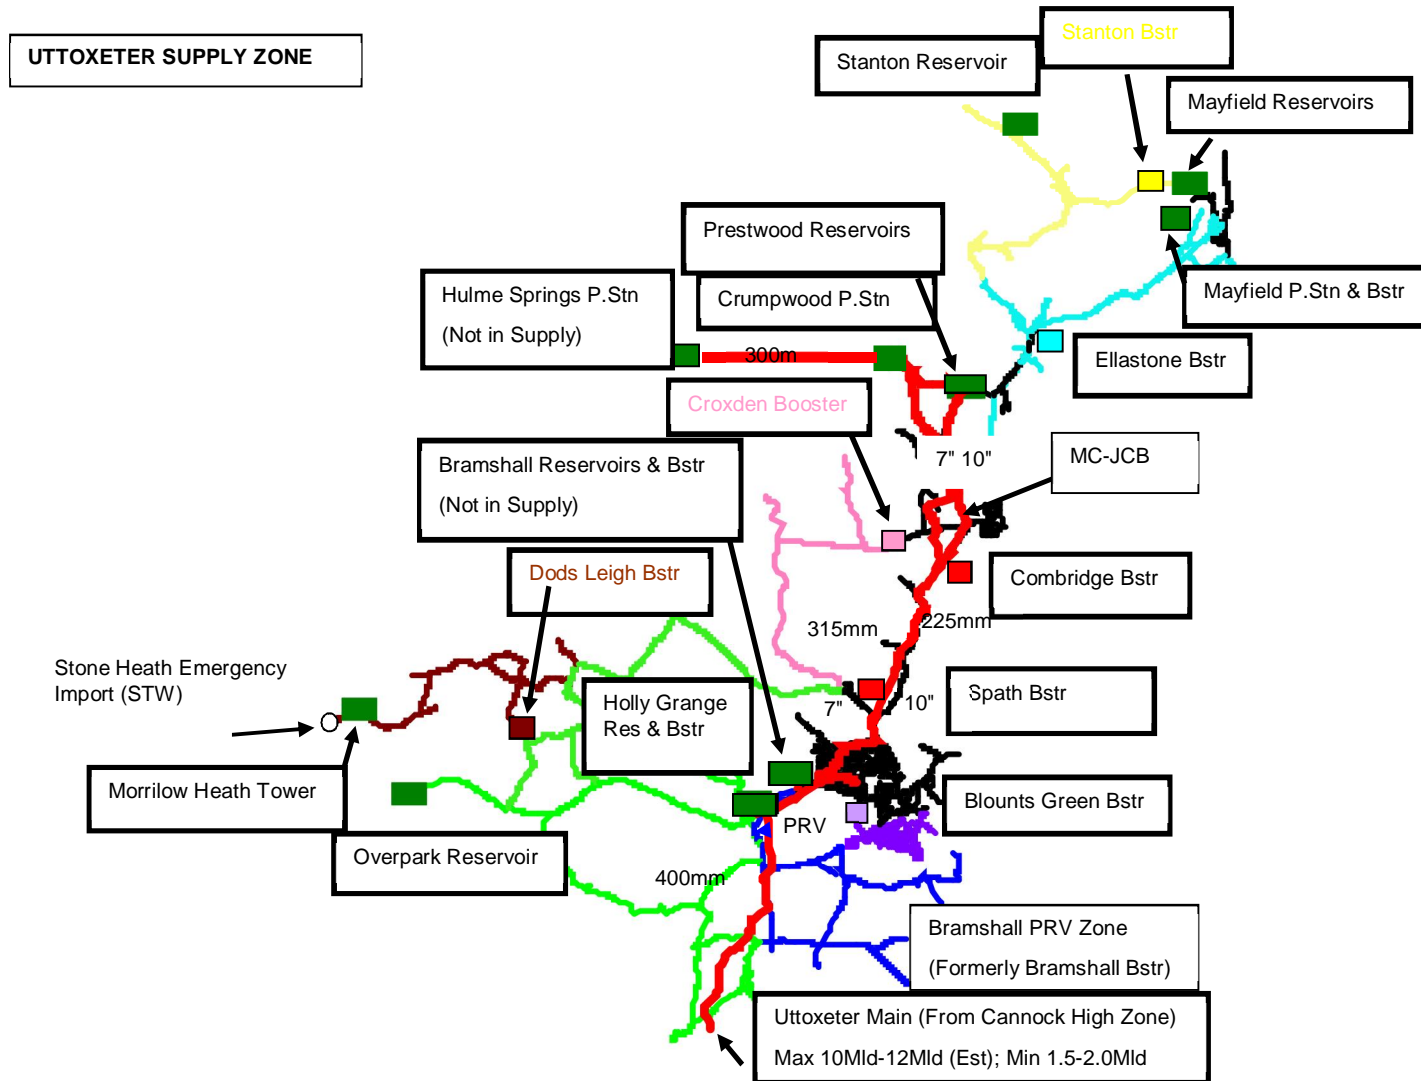 UTTOXETER SUPPLY ZONE
Stanton Bstr
Stanton Reservoir
Mayfield Reservoirs
Prestwood Reservoirs
Hulme Springs P.Stn
(Not in Supply)
Crumpwood P.Stn
Mayfield P.Stn & Bstr
300m
Ellastone Bstr
Croxden Booster
Bramshall Reservoirs & Bstr
(Not in Supply)
7" 10"
MC-JCB
Dods Leigh Bstr
Combridge Bstr
315mm
225mm
Stone Heath Emergency
Import (STW)
Holly Grange
Res & Bstr
7"
10"
Spath Bstr
Morrilow Heath Tower
Blounts Green Bstr
PRV
Overpark Reservoir
400mm
Bramshall PRV Zone
(Formerly Bramshall Bstr)
Uttoxeter Main (From Cannock High Zone)
Max 10Mld-12Mld (Est); Min 1.5-2.0Mld